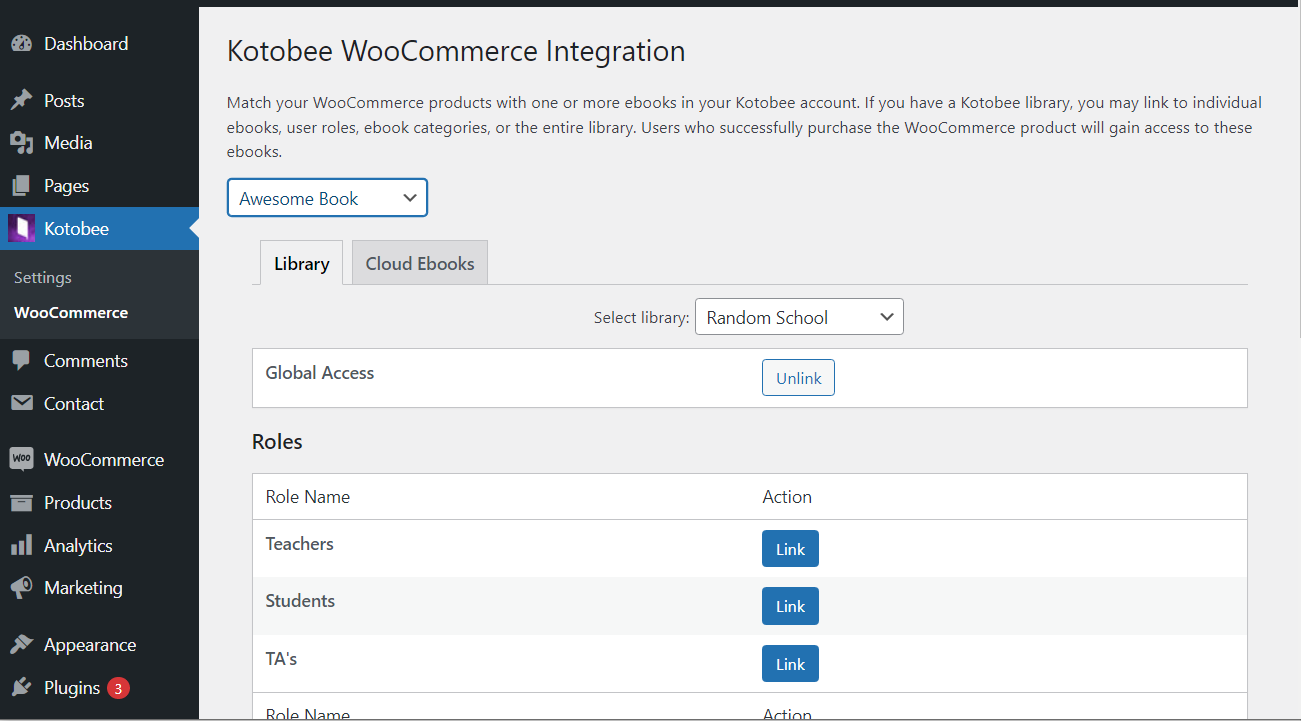 Dashboard
Posts
Media
Pages
Kotobee
Settings
WooCommerce
Comments
Contact
Woo WooCommerce
Products
Analytics
Marketing
Appearance
Plugins 3
Kotobee WooCommerce Integration
Match your WooCommerce products with one or more ebooks in your Kotobee account. If you have a Kotobee library, you may link to individual
ebooks, user roles, ebook categories, or the entire library. Users who successfully purchase the WooCommerce product will gain access to these
ebooks.
Awesome Book
Library Cloud Ebooks
Select library: Random School
Global Access Unlink
Roles
Role Name Action
Teachers Link
Students Link
TA's Link
Role Name Action